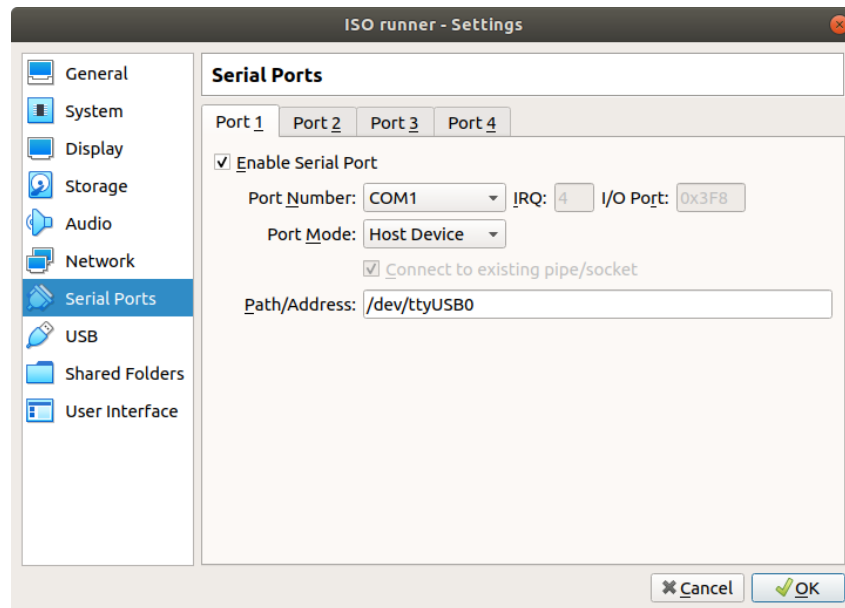 ISO runner - Settings
General
System
Display
Storage
Audio
Network
Serial Ports
USB
Shared Folders
User Interface
Serial Ports
Port 1 Port 2 Port 3 Port 4
Enable Serial Port
Port Number: COM1 IRQ: 4 I/O Port: 0x3F8
Port Mode: Host Device
Connect to existing pipe/socket
Path/Address: /dev/ttyUSB0
Cancel OK